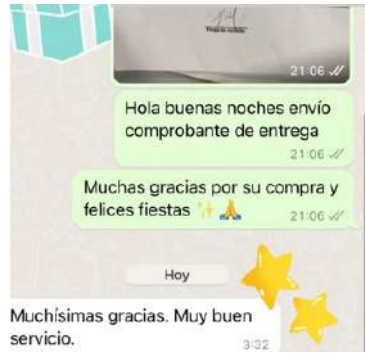 21:06
Hola buenas noches envío
comprobante de entrega
21:06
Muchas gracias por su compra y
felices fiestas ✨🙏
21:06
Hoy
Muchísimas gracias. Muy buen
servicio.
3:32